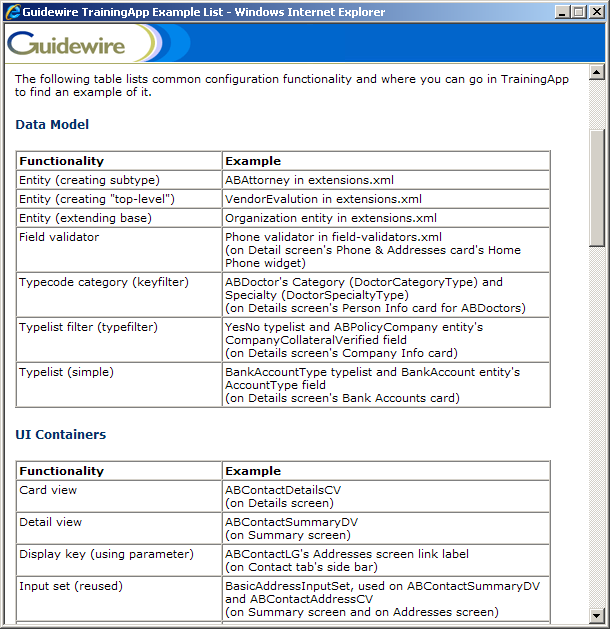 Guidewire TrainingApp Example List - Windows Internet Explorer
Guidewire
The following table lists common configuration functionality and where you can go in TrainingApp
to find an example of it.
Data Model
Functionality Example
Entity (creating subtype) ABAttorney in extensions.xml
Entity (creating "top-level") VendorEvalution in extensions.xml
Entity (extending base) Organization entity in extensions.xml
Field validator Phone validator in field-validators.xml
(on Detail screen's Phone & Addresses card's Home
Phone widget)
Typecode category (keyfilter) ABDoctor's Category (DoctorCategoryType) and
Specialty (DoctorSpecialtyType)
(on Details screen's Person Info card for ABDoctors)
Typelist filter (typefilter) YesNo typelist and ABPolicyCompany entity's
CompanyCollateralVerified field
(on Details screen's Company Info card)
Typelist (simple) BankAccountType typelist and BankAccount entity's
AccountType field
(on Details screen's Bank Accounts card)
UI Containers
Functionality Example
Card view ABContactDetailsCV
(on Details screen)
Detail view ABContactSummaryDV
(on Summary screen)
Display key (using parameter) ABContactLG's Addresses screen link label
(on Contact tab's side bar)
Input set (reused) BasicAddressInputSet, used on ABContactSummaryDV
and ABContactAddressCV
(on Summary screen and on Addresses screen)